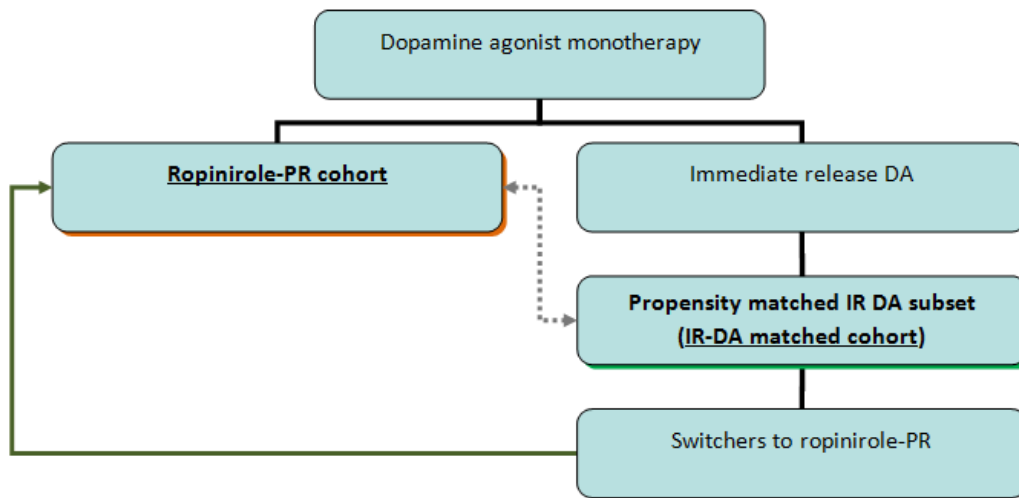 Dopamine agonist monotherapy
Ropinirole-PR cohort
Immediate release DA
Propensity matched IR DA subset
(IR-DA matched cohort)
Switchers to ropinirole-PR